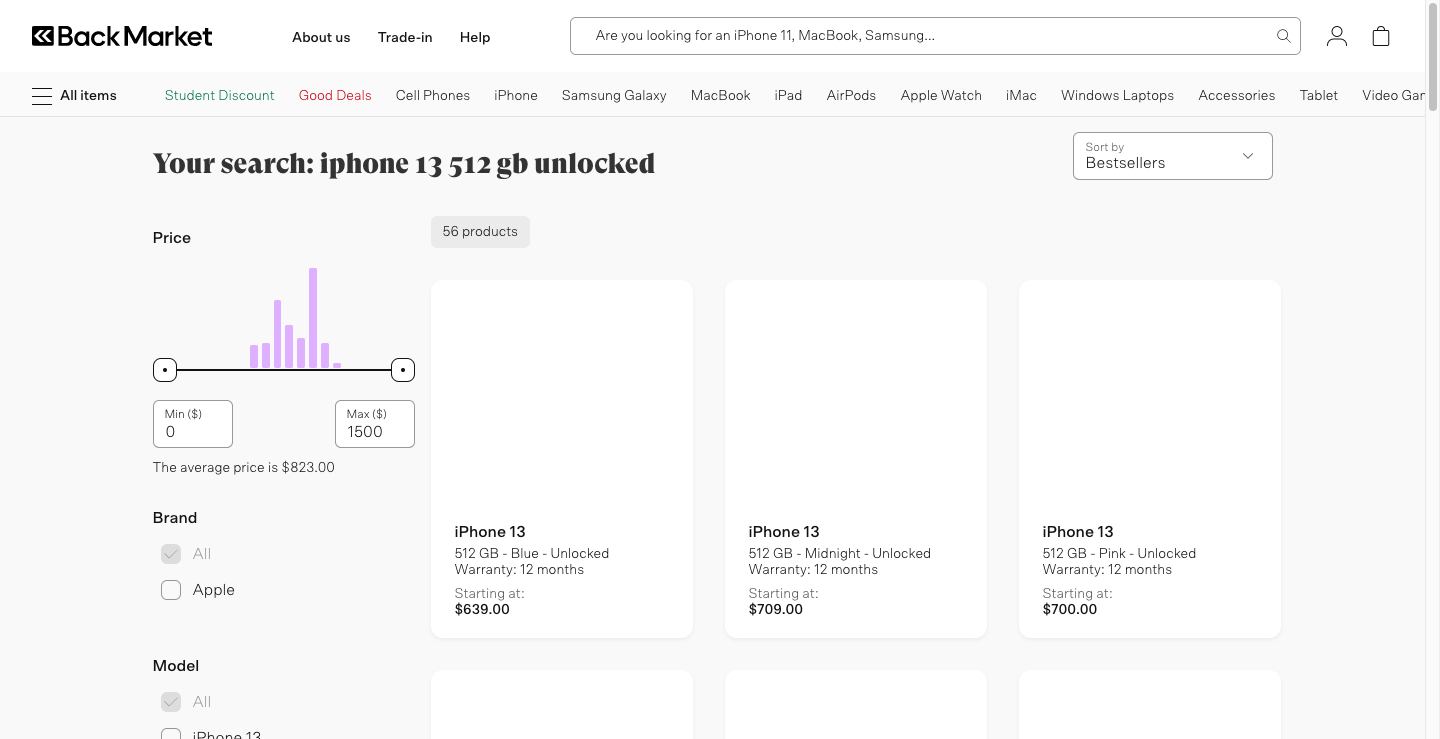 Back Market
About us
Trade-in
Help
Are you looking for an iPhone 11, MacBook, Samsung...
All items
Student Discount
Good Deals
Cell Phones
iPhone
Samsung Galaxy
MacBook
iPad
AirPods
Apple Watch
iMac
Windows Laptops
Accessories
Tablet
Video Gam
Your search: iphone 13 512 gb unlocked
Sort by
Bestsellers
Price
56 products
Min ($)
0
Max ($)
1500
The average price is $823.00
Brand
All
Apple
Model
All
iPhone 13
iPhone 13
512 GB - Blue - Unlocked
Warranty: 12 months
Starting at:
$639.00
iPhone 13
512 GB - Midnight - Unlocked
Warranty: 12 months
Starting at:
$709.00
iPhone 13
512 GB - Pink - Unlocked
Warranty: 12 months
Starting at:
$700.00